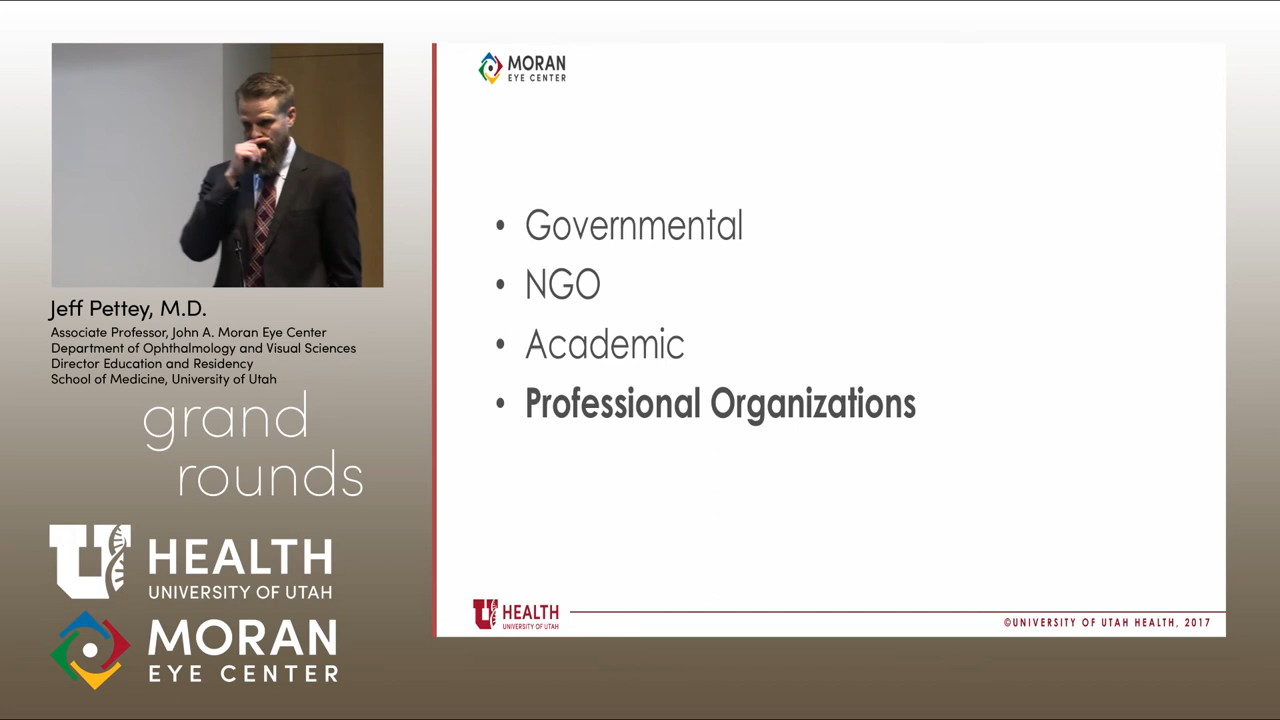 Jeff Pettey, M.D.
Associate Professor, John A. Moran Eye Center
Department of Ophthalmology and Visual Sciences
Director Education and Residency
School of Medicine, University of Utah
grand
rounds
U HEALTH
UNIVERSITY OF UTAH
MORAN
EYE CENTER
MORAN
EYE CENTER
• Governmental
• NGO
• Academic
• Professional Organizations
U HEALTH
UNIVERSITY OF UTAH
©UNIVERSITY OF UTAH HEALTH, 2017